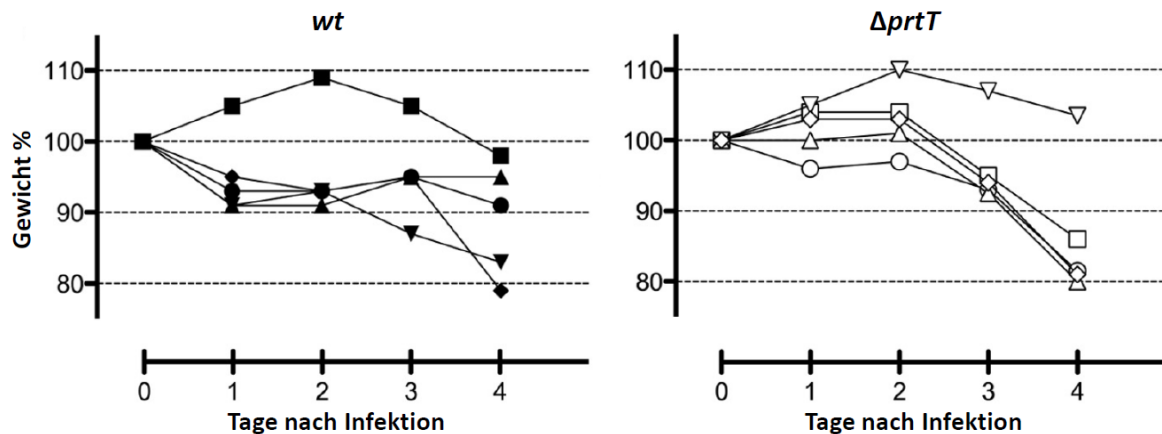 wt
110
100
90
80
Gewicht %
0 1 2 3 4
Tage nach Infektion
ΔprtT
110
100
90
80
0 1 2 3 4
Tage nach Infektion